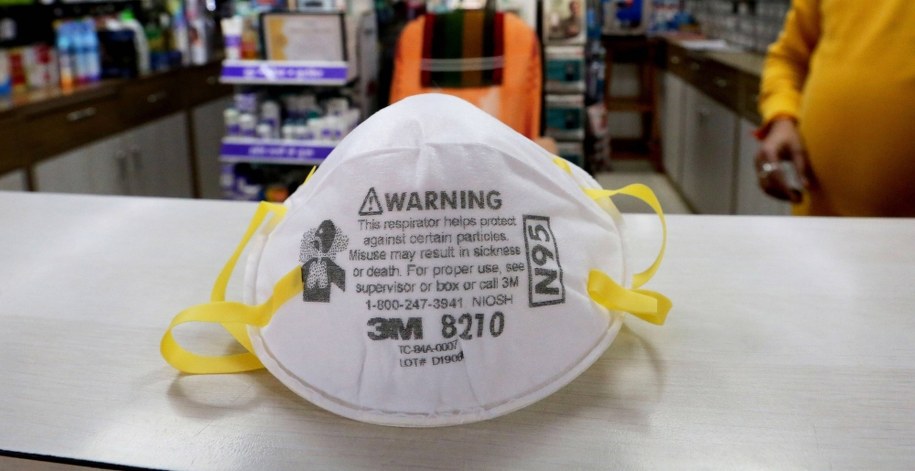 WARNING
This respirator helps protect
against certain particles.
Misuse may result in sickness
or death. For proper use, see
supervisor or box or call 3M
1-800-247-3941 NIOSH
N95
3M 8210
TC-84A-0007
LOT# D1906